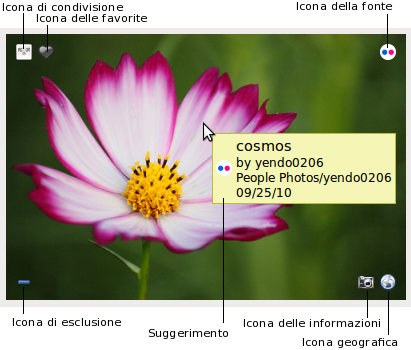 Icona di condivisione
Icona delle favorite
Icona della fonte
cosmos
by yendo0206
People Photos/yendo0206
09/25/10
Icona di esclusione
Suggerimento
Icona delle informazioni
Icona geografica